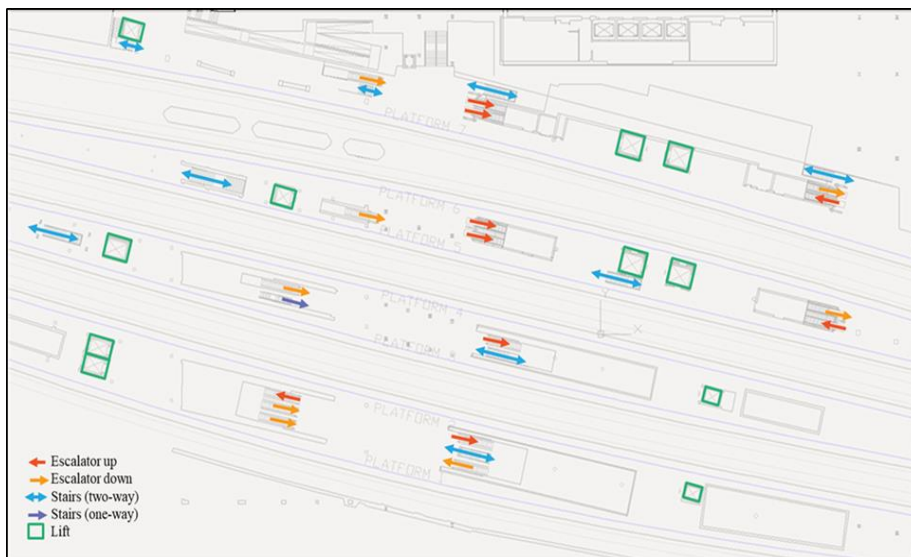 PLATFORM 7
PLATFORM 6
PLATFORM 5
PLATFORM 4
PLATFORM
PLATFORM
PLATFORM
Escalator up
Escalator down
Stairs (two-way)
Stairs (one-way)
Lift
Y
X